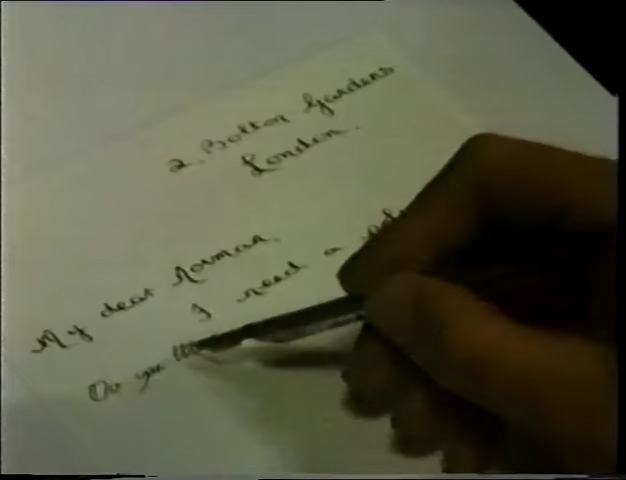 2. Bolton Gardens
London.
My dear Norman,
I need a
Do you